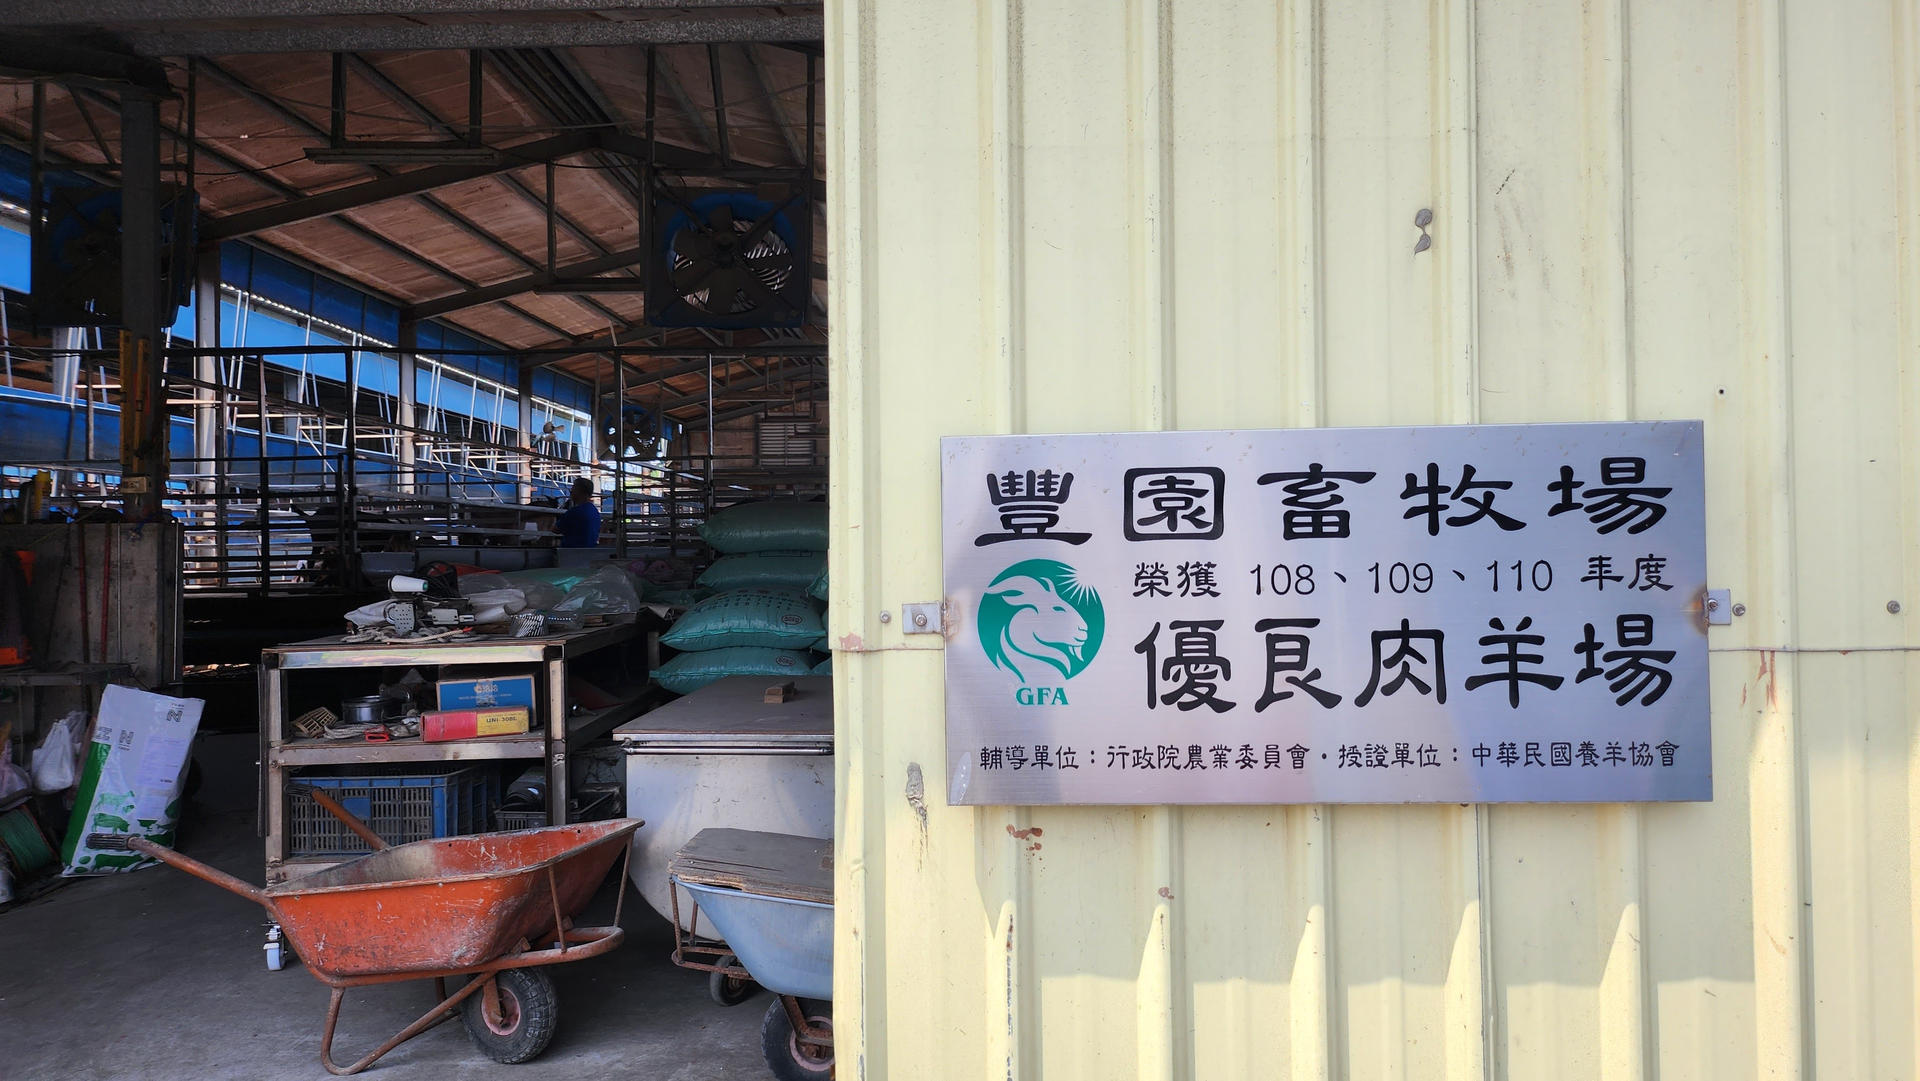 豐園畜牧場
榮獲 108、109、110 年度
優良肉羊場
GFA
輔導單位：行政院農業委員會・授證單位：中華民國養羊協會